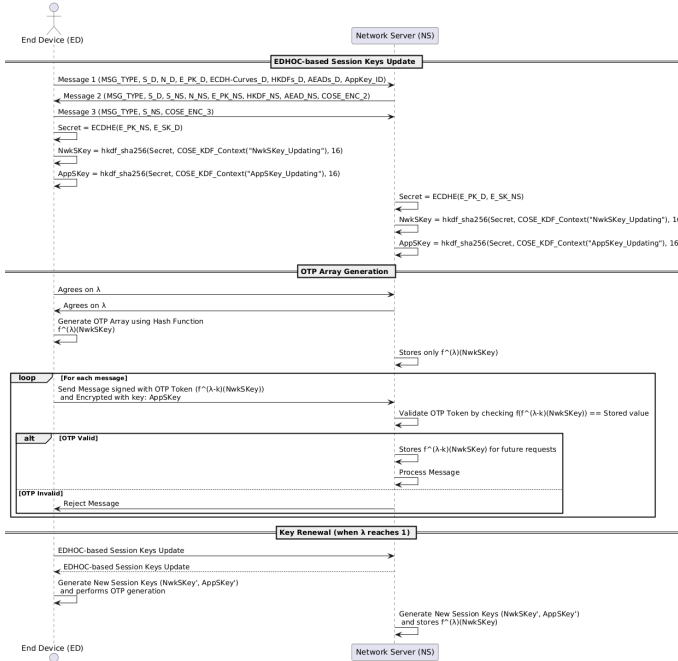 End Device (ED)
Network Server (NS)
EDHOC-based Session Keys Update
Message 1 (MSG_TYPE, S_D, N_D, E_PK_D, ECDH-Curves_D, HKDFs_D, AEADs_D, AppKey_ID)
Message 2 (MSG_TYPE, S_D, S_NS, N_NS, E_PK_NS, HKDF_NS, AEAD_NS, COSE_ENC_2)
Message 3 (MSG_TYPE, S_NS, COSE_ENC_3)
Secret = ECDHE(E_PK_NS, E_SK_D)
NwkSKey = hkdf_sha256(Secret, COSE_KDF_Context("NwkSKey_Updating"), 16)
AppSKey = hkdf_sha256(Secret, COSE_KDF_Context("AppSKey_Updating"), 16)
Secret = ECDHE(E_PK_D, E_SK_NS)
NwkSKey = hkdf_sha256(Secret, COSE_KDF_Context("NwkSKey_Updating"), 16
AppSKey = hkdf_sha256(Secret, COSE_KDF_Context("AppSKey_Updating"), 16
OTP Array Generation
Agrees on λ
Agrees on λ
Generate OTP Array using Hash Function
f^(λ)(NwkSKey)
Stores only f^(λ)(NwkSKey)
loop [For each message]
Send Message signed with OTP Token (f^(λ-k)(NwkSKey))
and Encrypted with key: AppSKey
Validate OTP Token by checking f(f^(λ-k)(NwkSKey)) == Stored value
alt [OTP Valid]
Stores f^(λ-k)(NwkSKey) for future requests
Process Message
[OTP Invalid]
Reject Message
Key Renewal (when λ reaches 1)
EDHOC-based Session Keys Update
EDHOC-based Session Keys Update
Generate New Session Keys (NwkSKey', AppSKey')
and performs OTP generation
Generate New Session Keys (NwkSKey', AppSKey')
and stores f^(λ)(NwkSKey)
End Device (ED)
Network Server (NS)